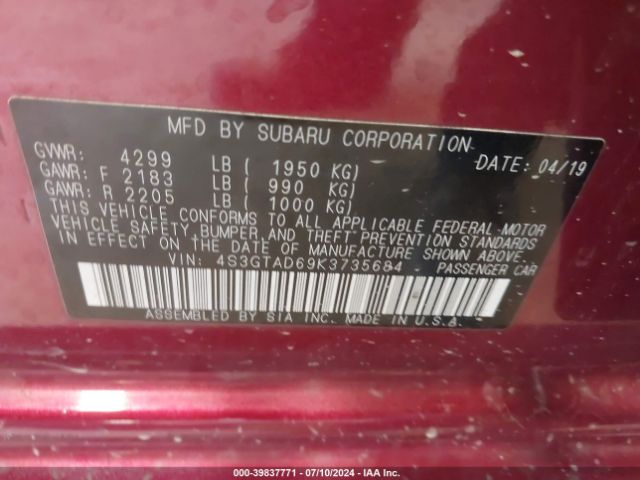 MFD BY SUBARU CORPORATION
GVWR: 4299 LB ( 1950 KG) DATE: 04/19
GAWR: F 2183 LB ( 990 KG)
GAWR: R 2205 LB ( 1000 KG)
THIS VEHICLE CONFORMS TO ALL APPLICABLE FEDERAL MOTOR
VEHICLE SAFETY, BUMPER, AND THEFT PREVENTION STANDARDS
IN EFFECT ON THE DATE OF MANUFACTURE SHOWN ABOVE.
VIN: 4S3GTAD69K3735684 PASSENGER CAR
ASSEMBLED BY SIA INC. MADE IN U.S.A.
000-39837771 - 07/10/2024 - IAA Inc.